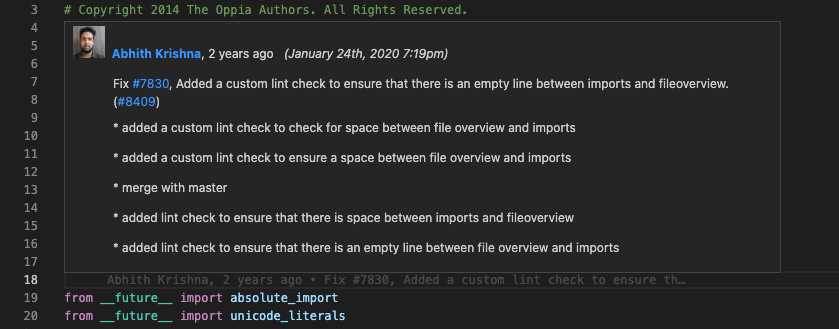 3 # Copyright 2014 The Oppia Authors. All Rights Reserved.
4
5 Abhith Krishna, 2 years ago (January 24th, 2020 7:19pm)
6
7 Fix #7830, Added a custom lint check to ensure that there is an empty line between imports and fileoverview.
8 (#8409)
9
10 * added a custom lint check to check for space between file overview and imports
11
12 * added a custom lint check to ensure a space between file overview and imports
13 * merge with master
14
15 * added lint check to ensure that there is space between imports and fileoverview
16 * added lint check to ensure that there is an empty line between file overview and imports
17
18 Abhith Krishna, 2 years ago • Fix #7830, Added a custom lint check to ensure th…
19 from __future__ import absolute_import
20 from __future__ import unicode_literals